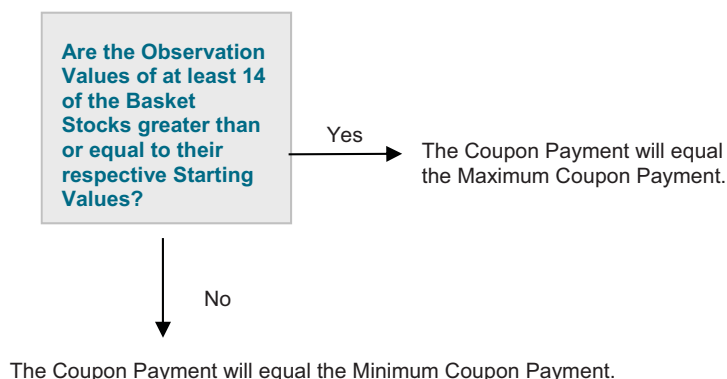 Are the Observation
Values of at least 14
of the Basket
Stocks greater than
or equal to their
respective Starting
Values?
Yes
The Coupon Payment will equal
the Maximum Coupon Payment.
No
The Coupon Payment will equal the Minimum Coupon Payment.